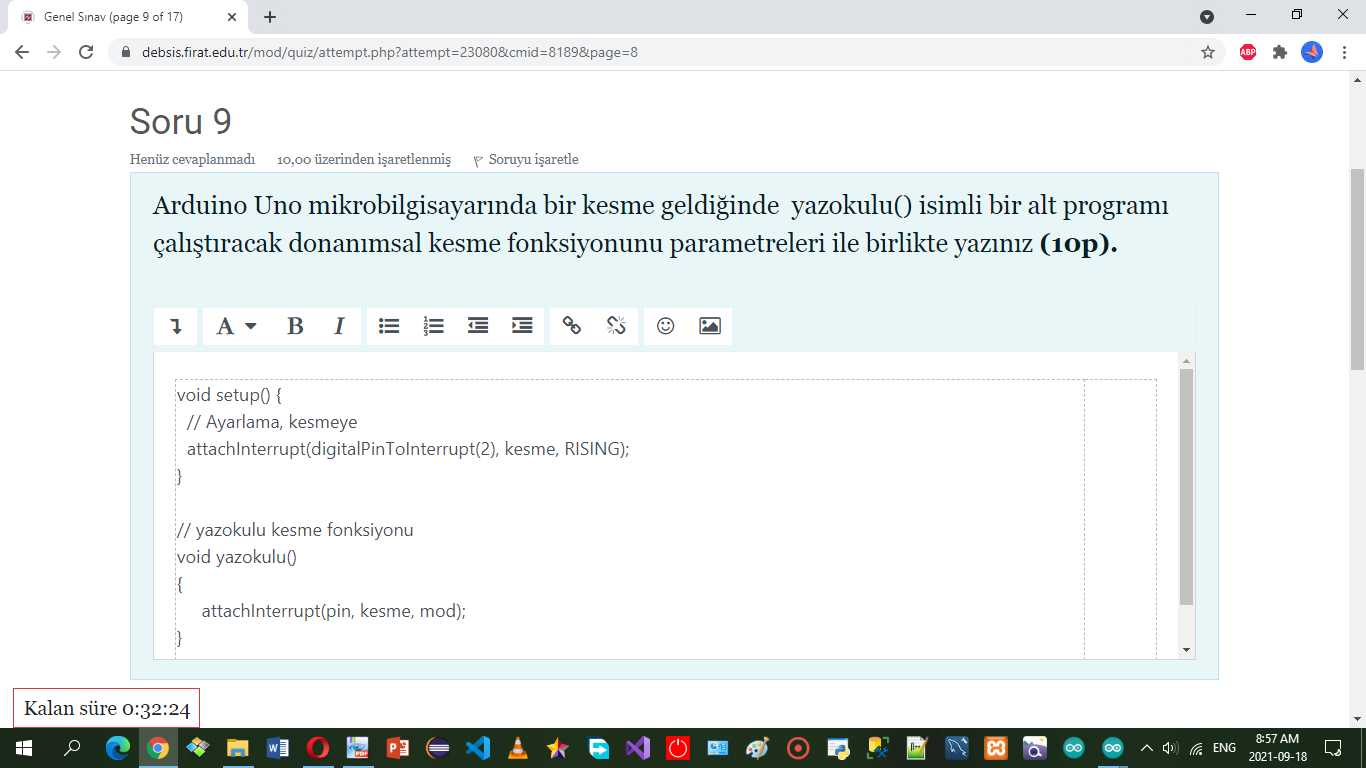 Genel Sınav (page 9 of 17)
debsis.firat.edu.tr/mod/quiz/attempt.php?attempt=23080&cmid=8189&page=8
ABP
Soru 9
Henüz cevaplanmadı 10,00 üzerinden işaretlenmiş Soruyu işaretle
Arduino Uno mikrobilgisayarında bir kesme geldiğinde yazokulu() isimli bir alt programı
çalıştıracak donanımsal kesme fonksiyonunu parametreleri ile birlikte yazınız (10p).
A B I
void setup() {
// Ayarlama, kesmeye
attachInterrupt(digitalPinToInterrupt(2), kesme, RISING);
}
// yazokulu kesme fonksiyonu
void yazokulu()
{
attachInterrupt(pin, kesme, mod);
}
Kalan süre 0:32:24
ENG
8:57 AM
2021-09-18